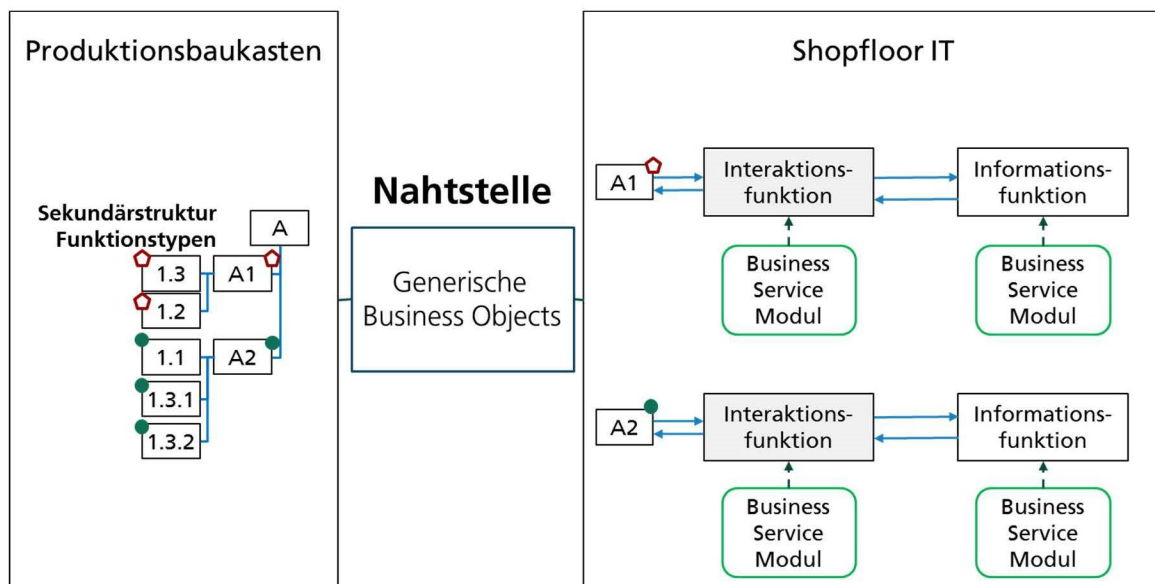 Produktionsbaukasten
Sekundärstruktur
Funktionstypen
A
1.3
A1
1.2
1.1
A2
1.3.1
1.3.2
Nahtstelle
Generische
Business Objects
Shopfloor IT
A1
Interaktions-
funktion
Informations-
funktion
Business
Service
Modul
Business
Service
Modul
A2
Interaktions-
funktion
Informations-
funktion
Business
Service
Modul
Business
Service
Modul